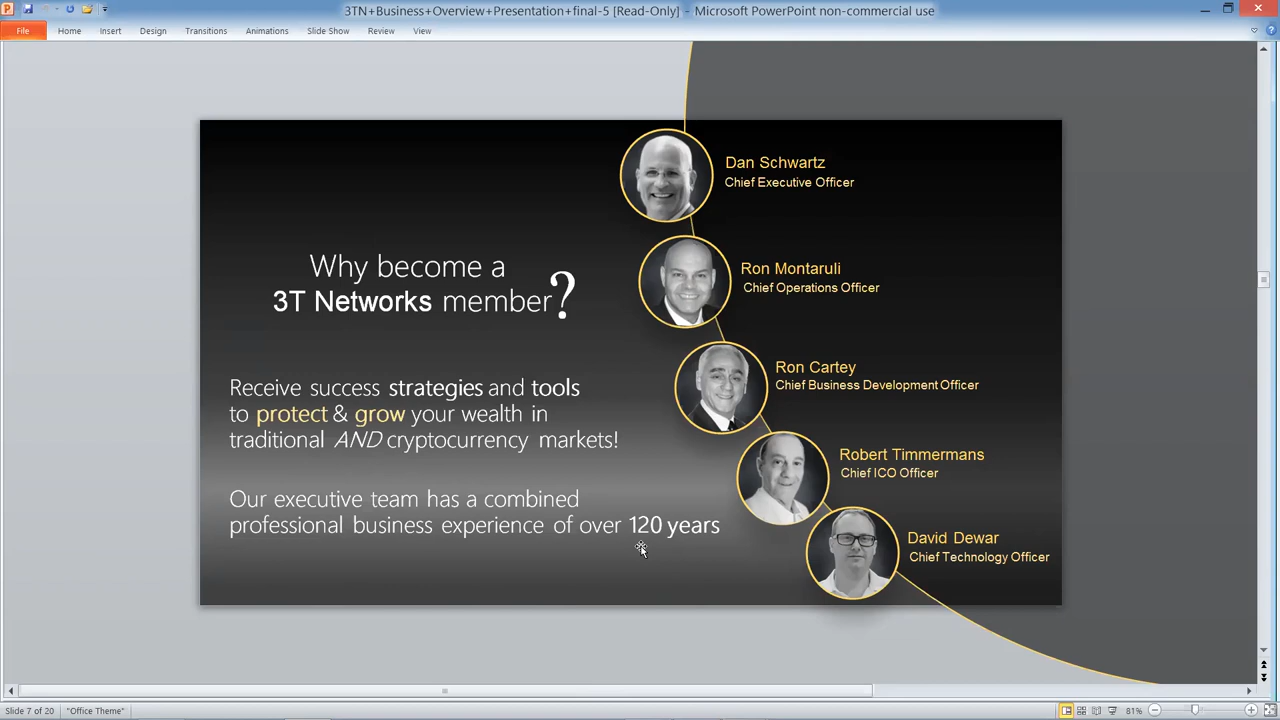 3TN+Business+Overview+Presentation+final-5 [Read-Only] - Microsoft PowerPoint non-commercial use
File Home Insert Design Transitions Animations Slide Show Review View
Dan Schwartz
Chief Executive Officer
Ron Montaruli
Chief Operations Officer
Ron Cartey
Chief Business Development Officer
Robert Timmermans
Chief ICO Officer
David Dewar
Chief Technology Officer
Why become a
3T Networks member?
Receive success strategies and tools
to protect & grow your wealth in
traditional AND cryptocurrency markets!
Our executive team has a combined
professional business experience of over 120 years
Slide 7 of 20 "Office Theme" 81%